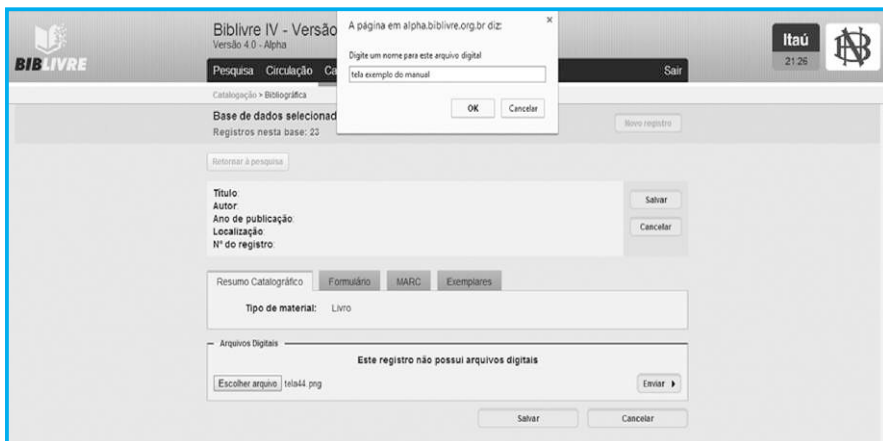 BIBLIVRE
Biblivre IV - Versão
Versão 4.0 - Alpha
A página em alpha.biblivre.org.br diz:
×
Digite um nome para este arquivo digital
tela exemplo do manual
OK Cancelar
Itaú
21:26
Pesquisa Circulação Ca Sair
Catalogação > Bibliográfica
Base de dados selecionad
Registros nesta base: 23
Novo registro
Retornar à pesquisa
Título:
Autor:
Ano de publicação:
Localização:
Nº do registro:
Salvar
Cancelar
Resumo Catalográfico Formulário MARC Exemplares
Tipo de material: Livro
Arquivos Digitais
Este registro não possui arquivos digitais
Escolher arquivo tela44.png Enviar
Salvar Cancelar